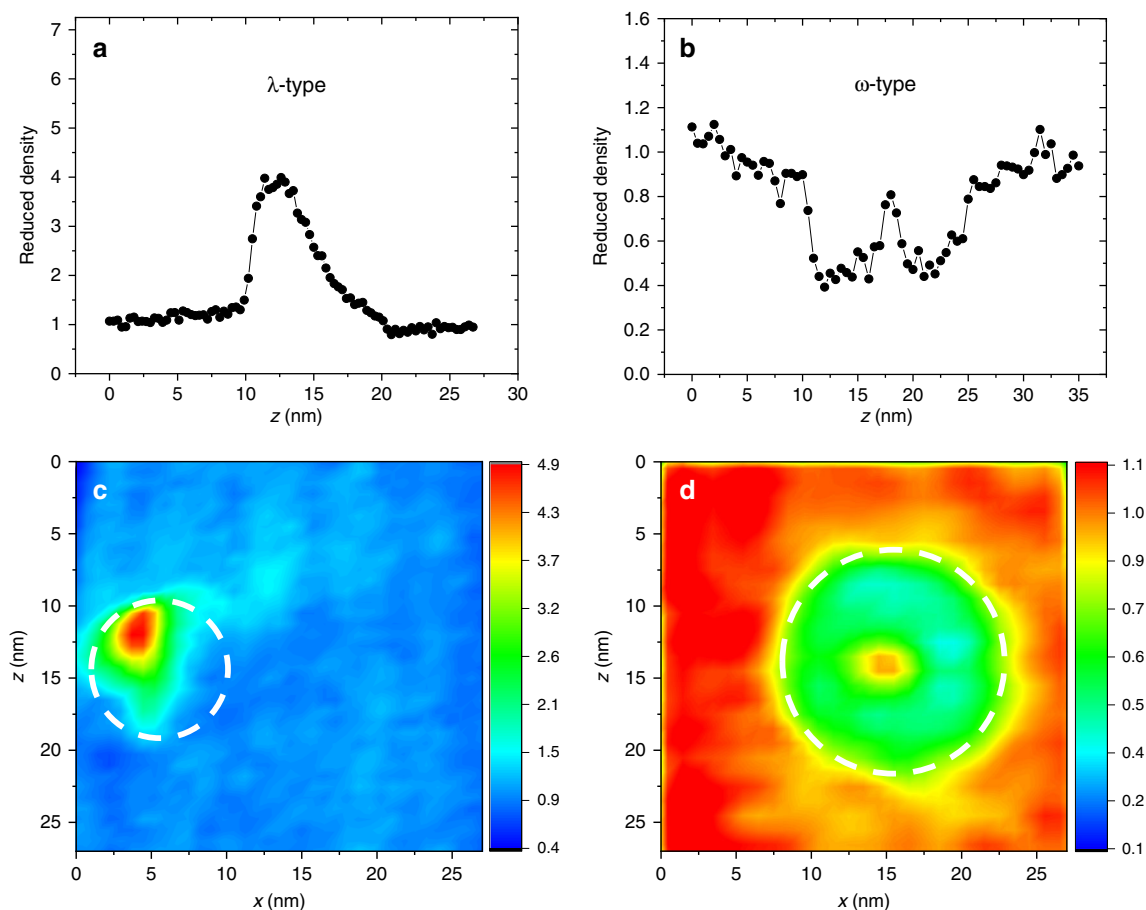 a
λ-type
Reduced density
7
6
5
4
3
2
1
0
0 5 10 15 20 25 30
z (nm)
b
ω-type
Reduced density
1.6
1.4
1.2
1.0
0.8
0.6
0.4
0.2
0.0
0 5 10 15 20 25 30 35
z (nm)
c
z (nm)
0
5
10
15
20
25
0 5 10 15 20 25
x (nm)
4.9
4.3
3.7
3.2
2.6
2.1
1.5
0.9
0.4
d
z (nm)
0
5
10
15
20
25
0 5 10 15 20 25
x (nm)
1.1
1.0
0.9
0.7
0.6
0.5
0.4
0.2
0.1